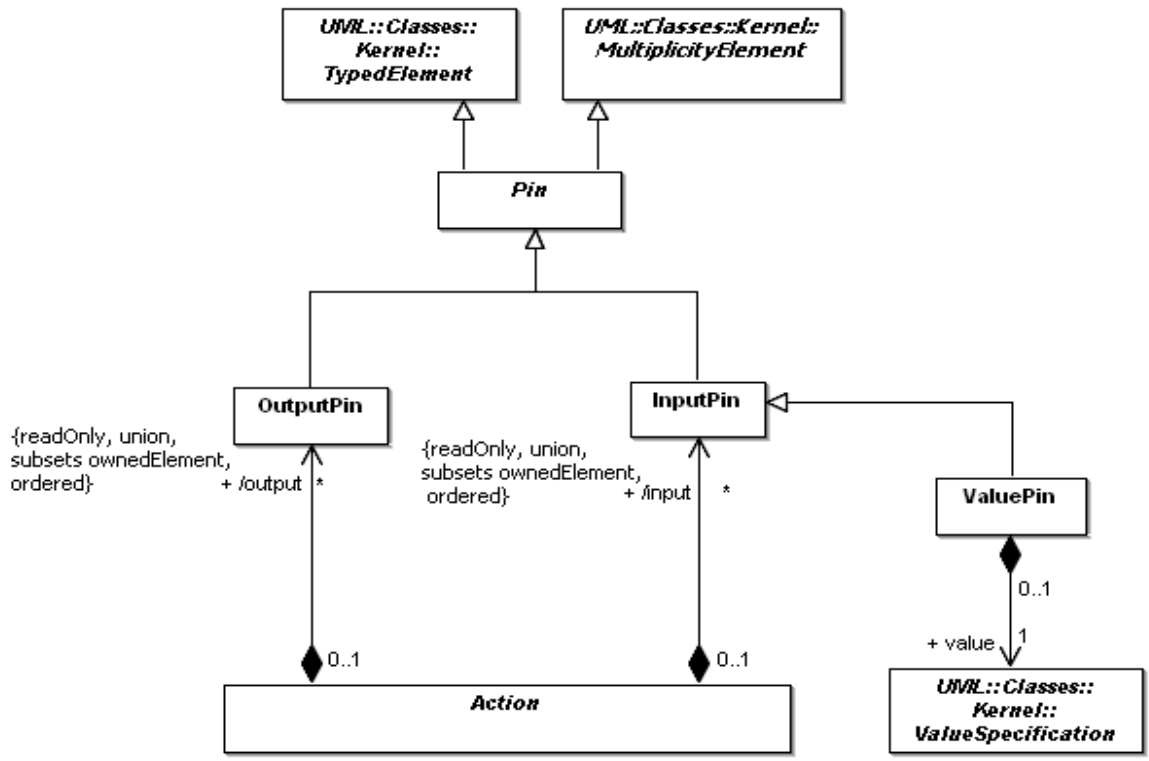 UML::Classes::
Kernel::
TypedElement
UML::Classes::Kernel::
MultiplicityElement
Pin
OutputPin
InputPin
{readOnly, union,
subsets ownedElement,
ordered}
+ /output
*
{readOnly, union,
subsets ownedElement,
ordered}
+ /input
*
ValuePin
0..1
+ value
1
0..1
0..1
Action
UML::Classes::
Kernel::
ValueSpecification